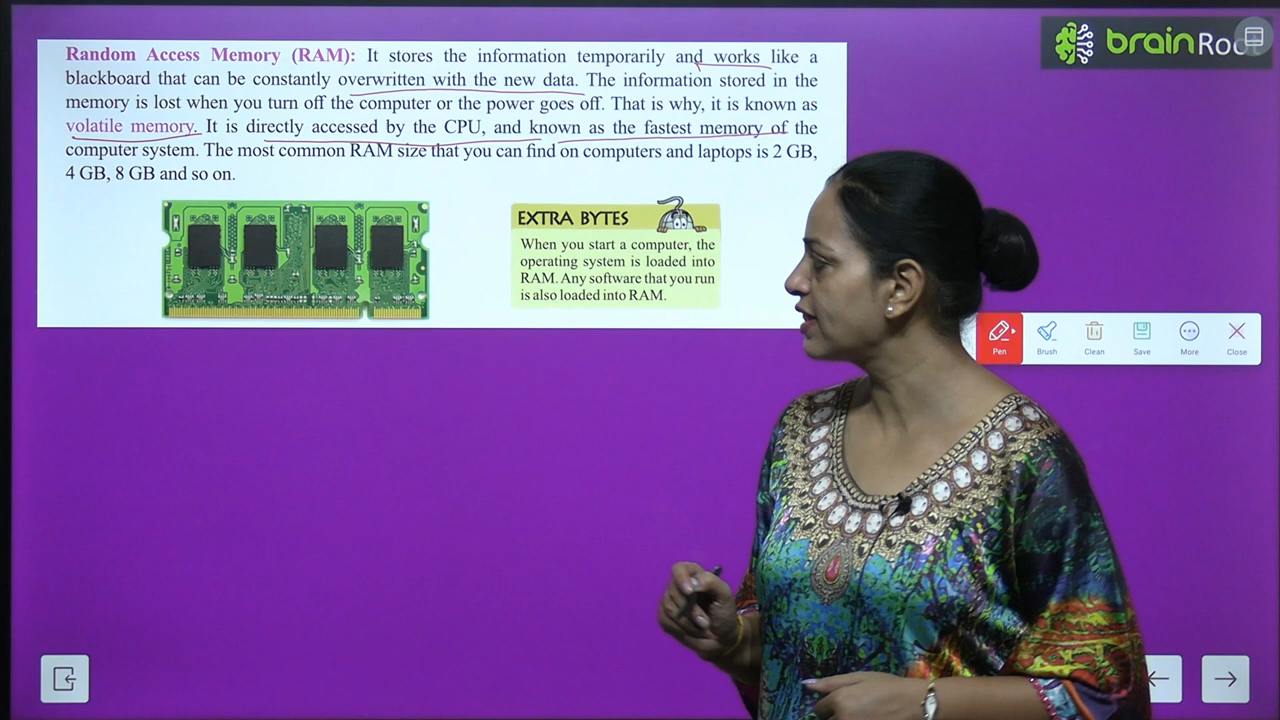 Random Access Memory (RAM): It stores the information temporarily and works like a
blackboard that can be constantly overwritten with the new data. The information stored in the
memory is lost when you turn off the computer or the power goes off. That is why, it is known as
volatile memory. It is directly accessed by the CPU, and known as the fastest memory of the
computer system. The most common RAM size that you can find on computers and laptops is 2 GB,
4 GB, 8 GB and so on.
EXTRA BYTES
When you start a computer, the
operating system is loaded into
RAM. Any software that you run
is also loaded into RAM.
brainRoot
Pen
Brush
Clean
Save
More
Close